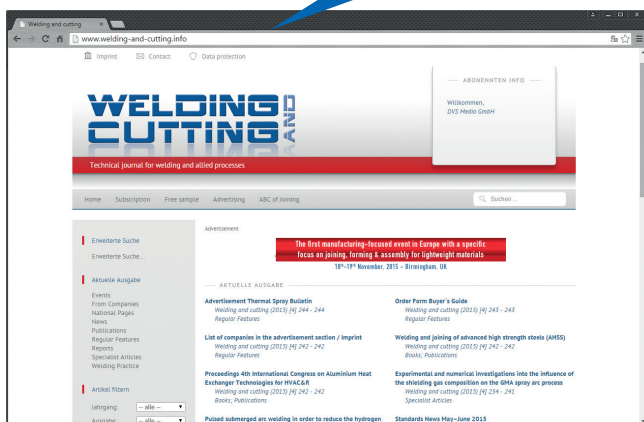 Welding and cutting
www.welding-and-cutting.info
Imprint Contact Data protection
ABONENNTEN INFO
Willkommen,
DVS Media GmbH
WELDING
AND
CUTTING
Technical journal for welding and allied processes
Home Subscription Free sample Advertising ABC of Joining
Suchen ...
Erweiterte Suche
Erweiterte Suche...
Aktuelle Ausgabe
Events
From Companies
National Pages
News
Publications
Regular Features
Reports
Specialist Articles
Welding Practice
Artikel filtern
Jahrgang: -- alle --
Ausgabe: -- alle --
Advertisement
The first manufacturing-focused event in Europe with a specific
focus on joining, forming & assembly for lightweight materials
18th-19th November, 2015 - Birmingham, UK
AKTUELLE AUSGABE
Advertisement Thermal Spray Bulletin
Welding and cutting (2015) [4] 244 - 244
Regular Features
Order Form Buyer`s Guide
Welding and cutting (2015) [4] 243 - 243
Regular Features
List of companies in the advertisement section / Imprint
Welding and cutting (2015) [4] 242 - 242
Regular Features
Welding and joining of advanced high strength steels (AHSS)
Welding and cutting (2015) [4] 242 - 242
Books; Publications
Proceedings 4th International Congress on Aluminium Heat
Exchanger Technologies for HVAC&R
Welding and cutting (2015) [4] 242 - 242
Books; Publications
Experimental and numerical investigations into the influence of
the shielding gas composition on the GMA spray arc process
Welding and cutting (2015) [4] 234 - 241
Specialist Articles
Pulsed submerged arc welding in order to reduce the hydrogen
Standards News May-June 2015